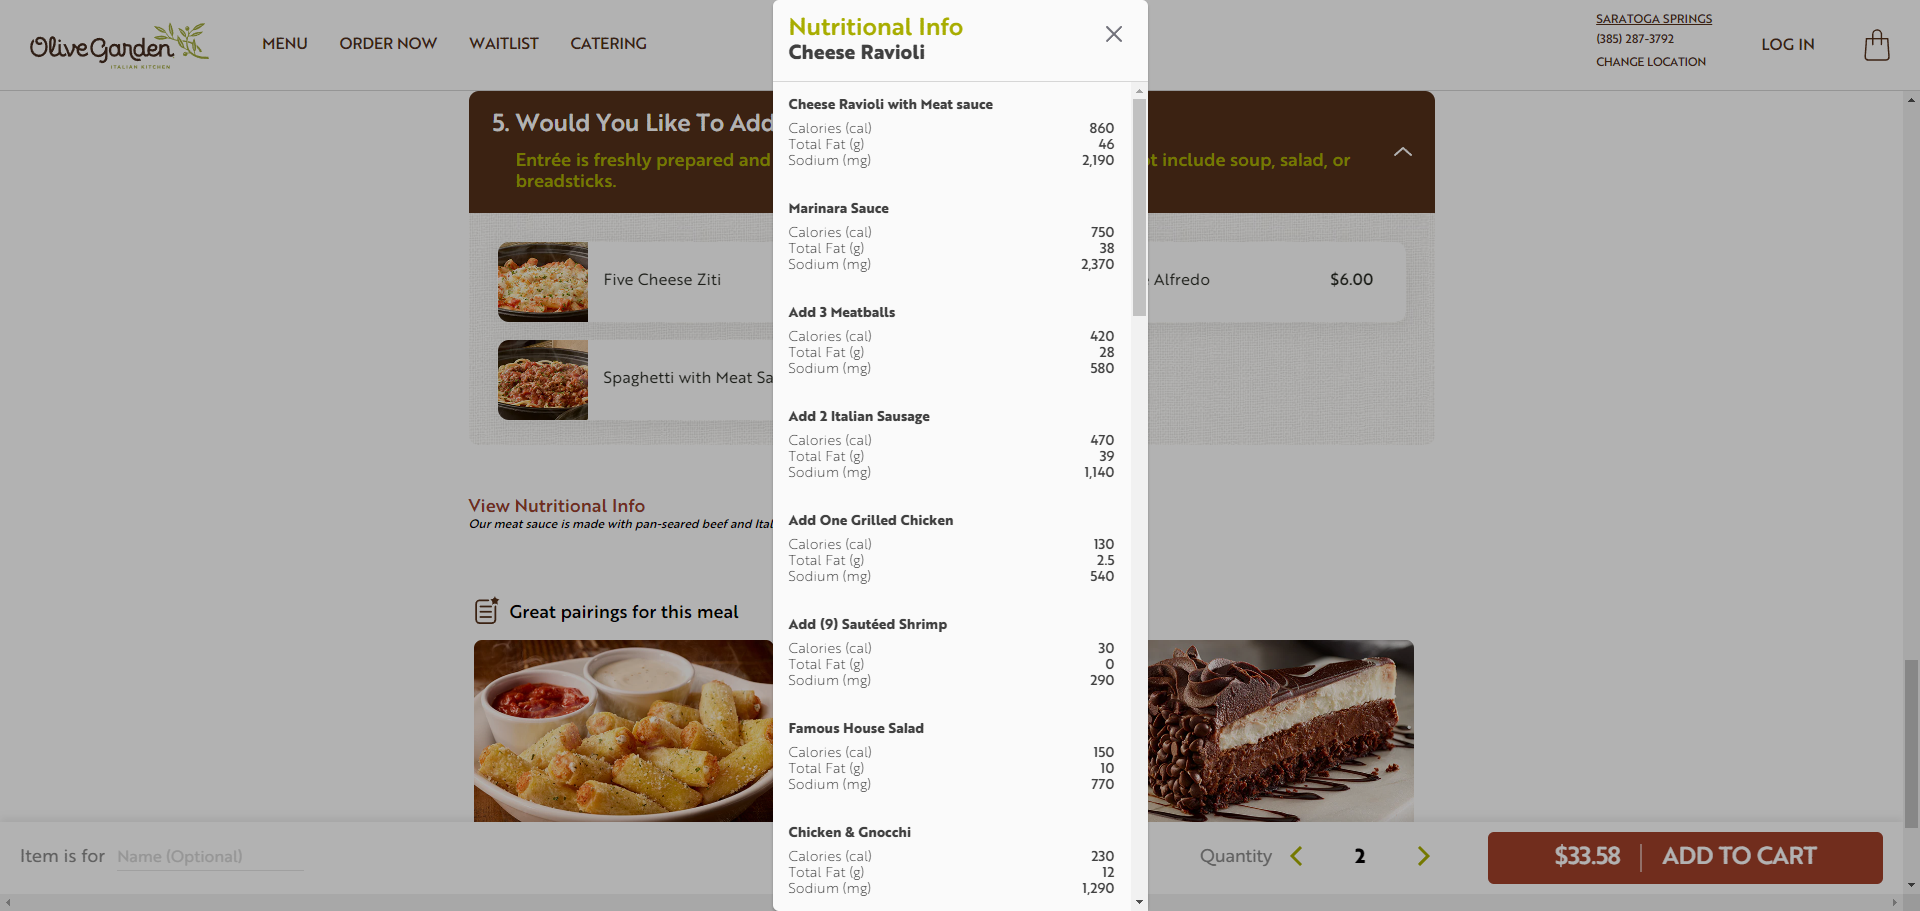 Olive Garden
ITALIAN KITCHEN
MENU
ORDER NOW
WAITLIST
CATERING
SARATOGA SPRINGS
(385) 287-3792
CHANGE LOCATION
LOG IN
Nutritional Info
Cheese Ravioli
Cheese Ravioli with Meat sauce
Calories (cal) 860
Total Fat (g) 46
Sodium (mg) 2,190
Marinara Sauce
Calories (cal) 750
Total Fat (g) 38
Sodium (mg) 2,370
Add 3 Meatballs
Calories (cal) 420
Total Fat (g) 28
Sodium (mg) 580
Add 2 Italian Sausage
Calories (cal) 470
Total Fat (g) 39
Sodium (mg) 1,140
Add One Grilled Chicken
Calories (cal) 130
Total Fat (g) 2.5
Sodium (mg) 540
Add (9) Sautéed Shrimp
Calories (cal) 30
Total Fat (g) 0
Sodium (mg) 290
Famous House Salad
Calories (cal) 150
Total Fat (g) 10
Sodium (mg) 770
Chicken & Gnocchi
Calories (cal) 230
Total Fat (g) 12
Sodium (mg) 1,290
5. Would You Like To Add
Entrée is freshly prepared and
include soup, salad, or
breadsticks.
Five Cheese Ziti
Alfredo
$6.00
Spaghetti with Meat
View Nutritional Info
Our meat sauce is made with pan-seared beef and
Great pairings for this meal
Item is for Name (Optional)
Quantity 2
$33.58 | ADD TO CART